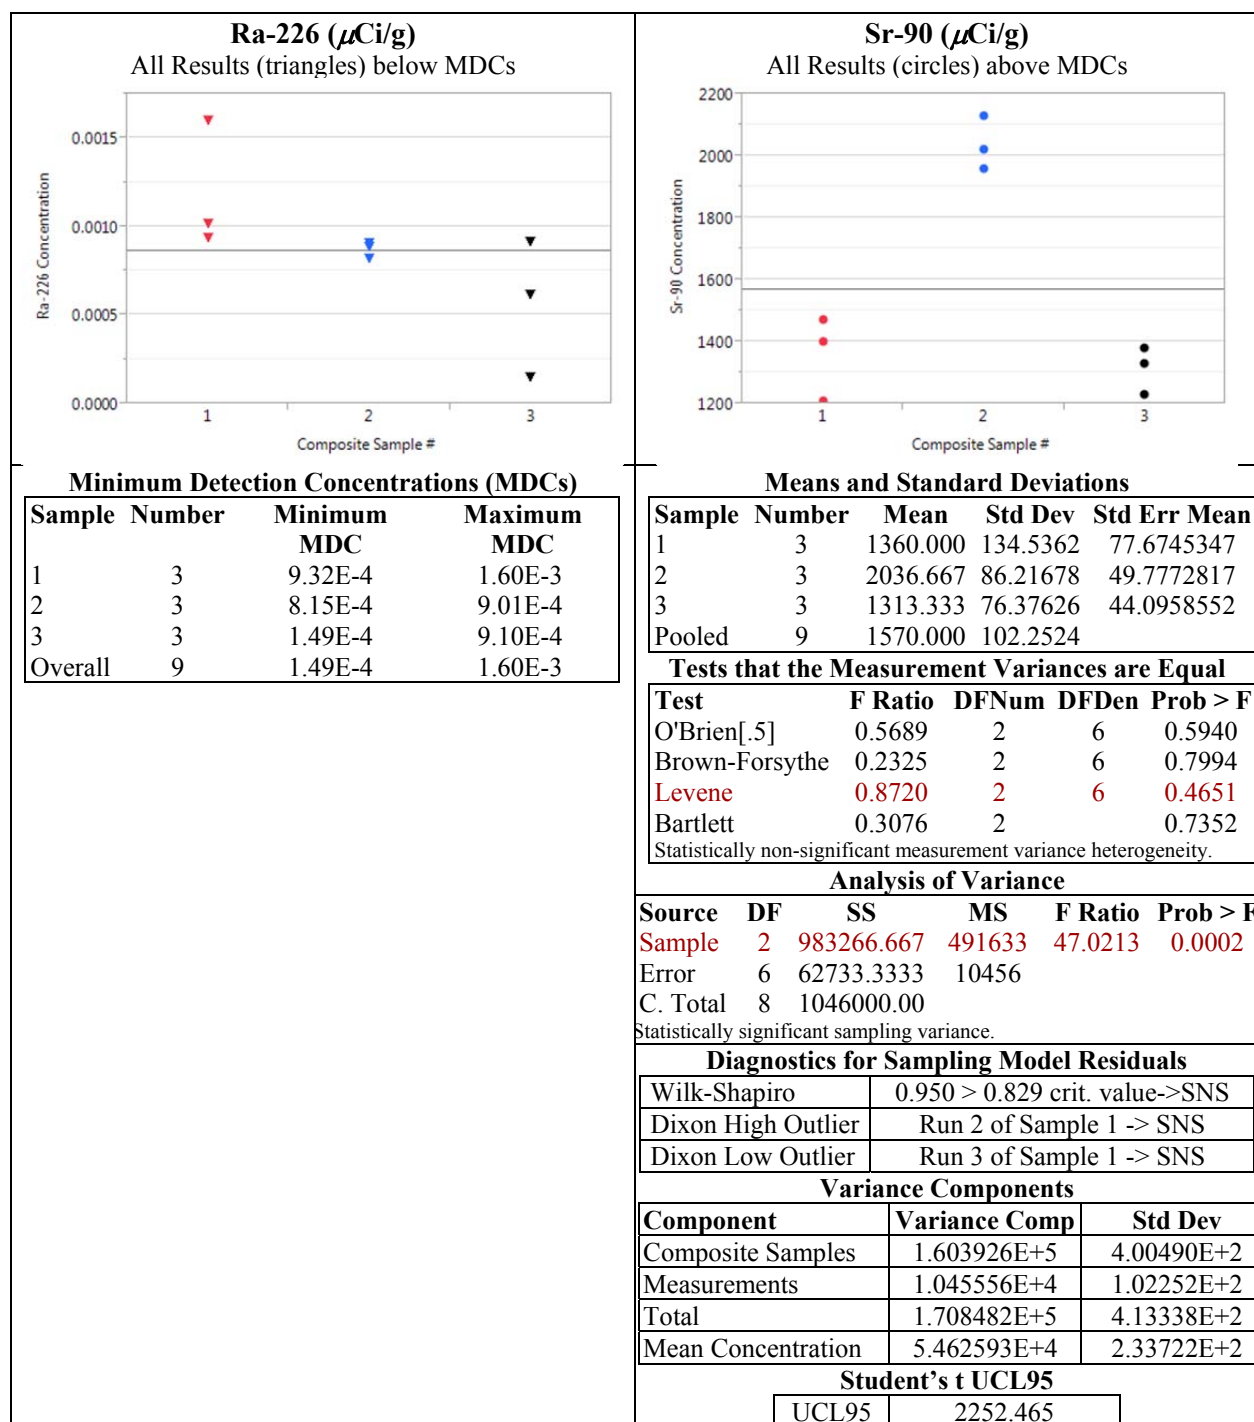 Ra-226 (μCi/g)
All Results (triangles) below MDCs
0.0015
0.0010
0.0005
0.0000
Ra-226 Concentration
1 2 3
Composite Sample #
Minimum Detection Concentrations (MDCs)
Sample Number Minimum MDC Maximum MDC
1 3 9.32E-4 1.60E-3
2 3 8.15E-4 9.01E-4
3 3 1.49E-4 9.10E-4
Overall 9 1.49E-4 1.60E-3
Sr-90 (μCi/g)
All Results (circles) above MDCs
2200
2000
1800
1600
1400
1200
Sr-90 Concentration
1 2 3
Composite Sample #
Means and Standard Deviations
Sample Number Mean Std Dev Std Err Mean
1 3 1360.000 134.5362 77.6745347
2 3 2036.667 86.21678 49.7772817
3 3 1313.333 76.37626 44.0958552
Pooled 9 1570.000 102.2524
Tests that the Measurement Variances are Equal
Test F Ratio DFNum DFDen Prob > F
O'Brien[.5] 0.5689 2 6 0.5940
Brown-Forsythe 0.2325 2 6 0.7994
Levene 0.8720 2 6 0.4651
Bartlett 0.3076 2 0.7352
Statistically non-significant measurement variance heterogeneity.
Analysis of Variance
Source DF SS MS F Ratio Prob > F
Sample 2 983266.667 491633 47.0213 0.0002
Error 6 62733.3333 10456
C. Total 8 1046000.00
Statistically significant sampling variance.
Diagnostics for Sampling Model Residuals
Wilk-Shapiro 0.950 > 0.829 crit. value->SNS
Dixon High Outlier Run 2 of Sample 1 -> SNS
Dixon Low Outlier Run 3 of Sample 1 -> SNS
Variance Components
Component Variance Comp Std Dev
Composite Samples 1.603926E+5 4.00490E+2
Measurements 1.045556E+4 1.02252E+2
Total 1.708482E+5 4.13338E+2
Mean Concentration 5.462593E+4 2.33722E+2
Student's t UCL95
UCL95 2252.465